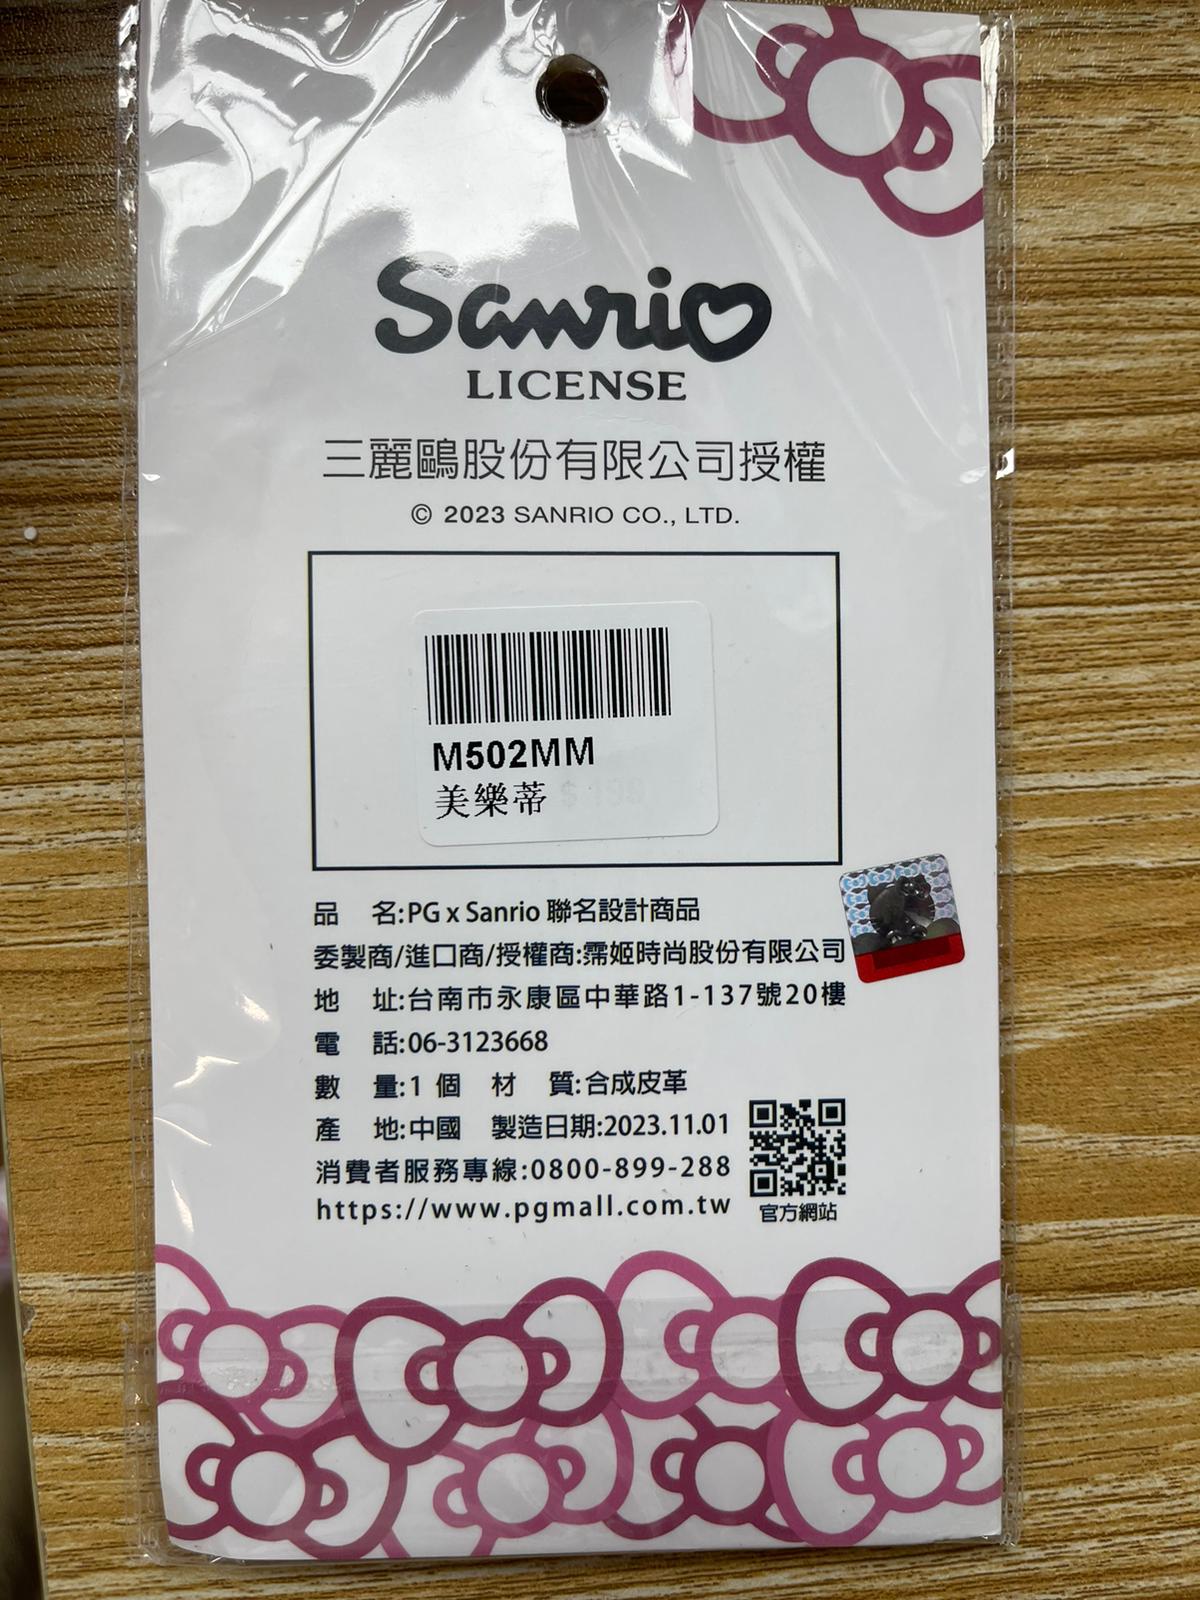 Sanrio
LICENSE
三麗鷗股份有限公司授權
© 2023 SANRIO CO., LTD.
M502MM
美樂蒂 $ 199
品 名:PG x Sanrio 聯名設計商品
委製商/進口商/授權商:霈姬時尚股份有限公司
地 址:台南市永康區中華路1-137號20樓
電 話:06-3123668
數 量:1 個 材 質:合成皮革
產 地:中國 製造日期:2023.11.01
消費者服務專線:0800-899-288
https://www.pgmall.com.tw
官方網站